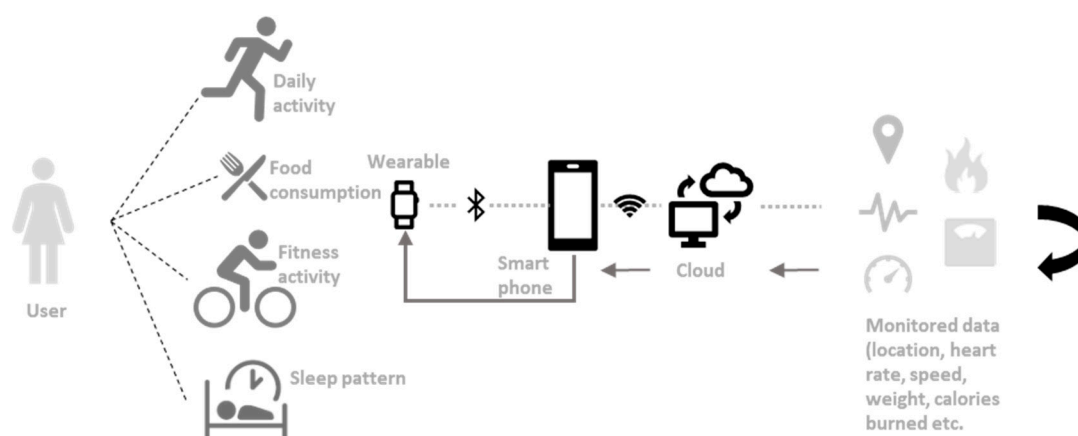 Daily
activity
Food
consumption
Wearable
Fitness
activity
Smart
phone
Cloud
User
Sleep pattern
Monitored data
(location, heart
rate, speed,
weight, calories
burned etc.